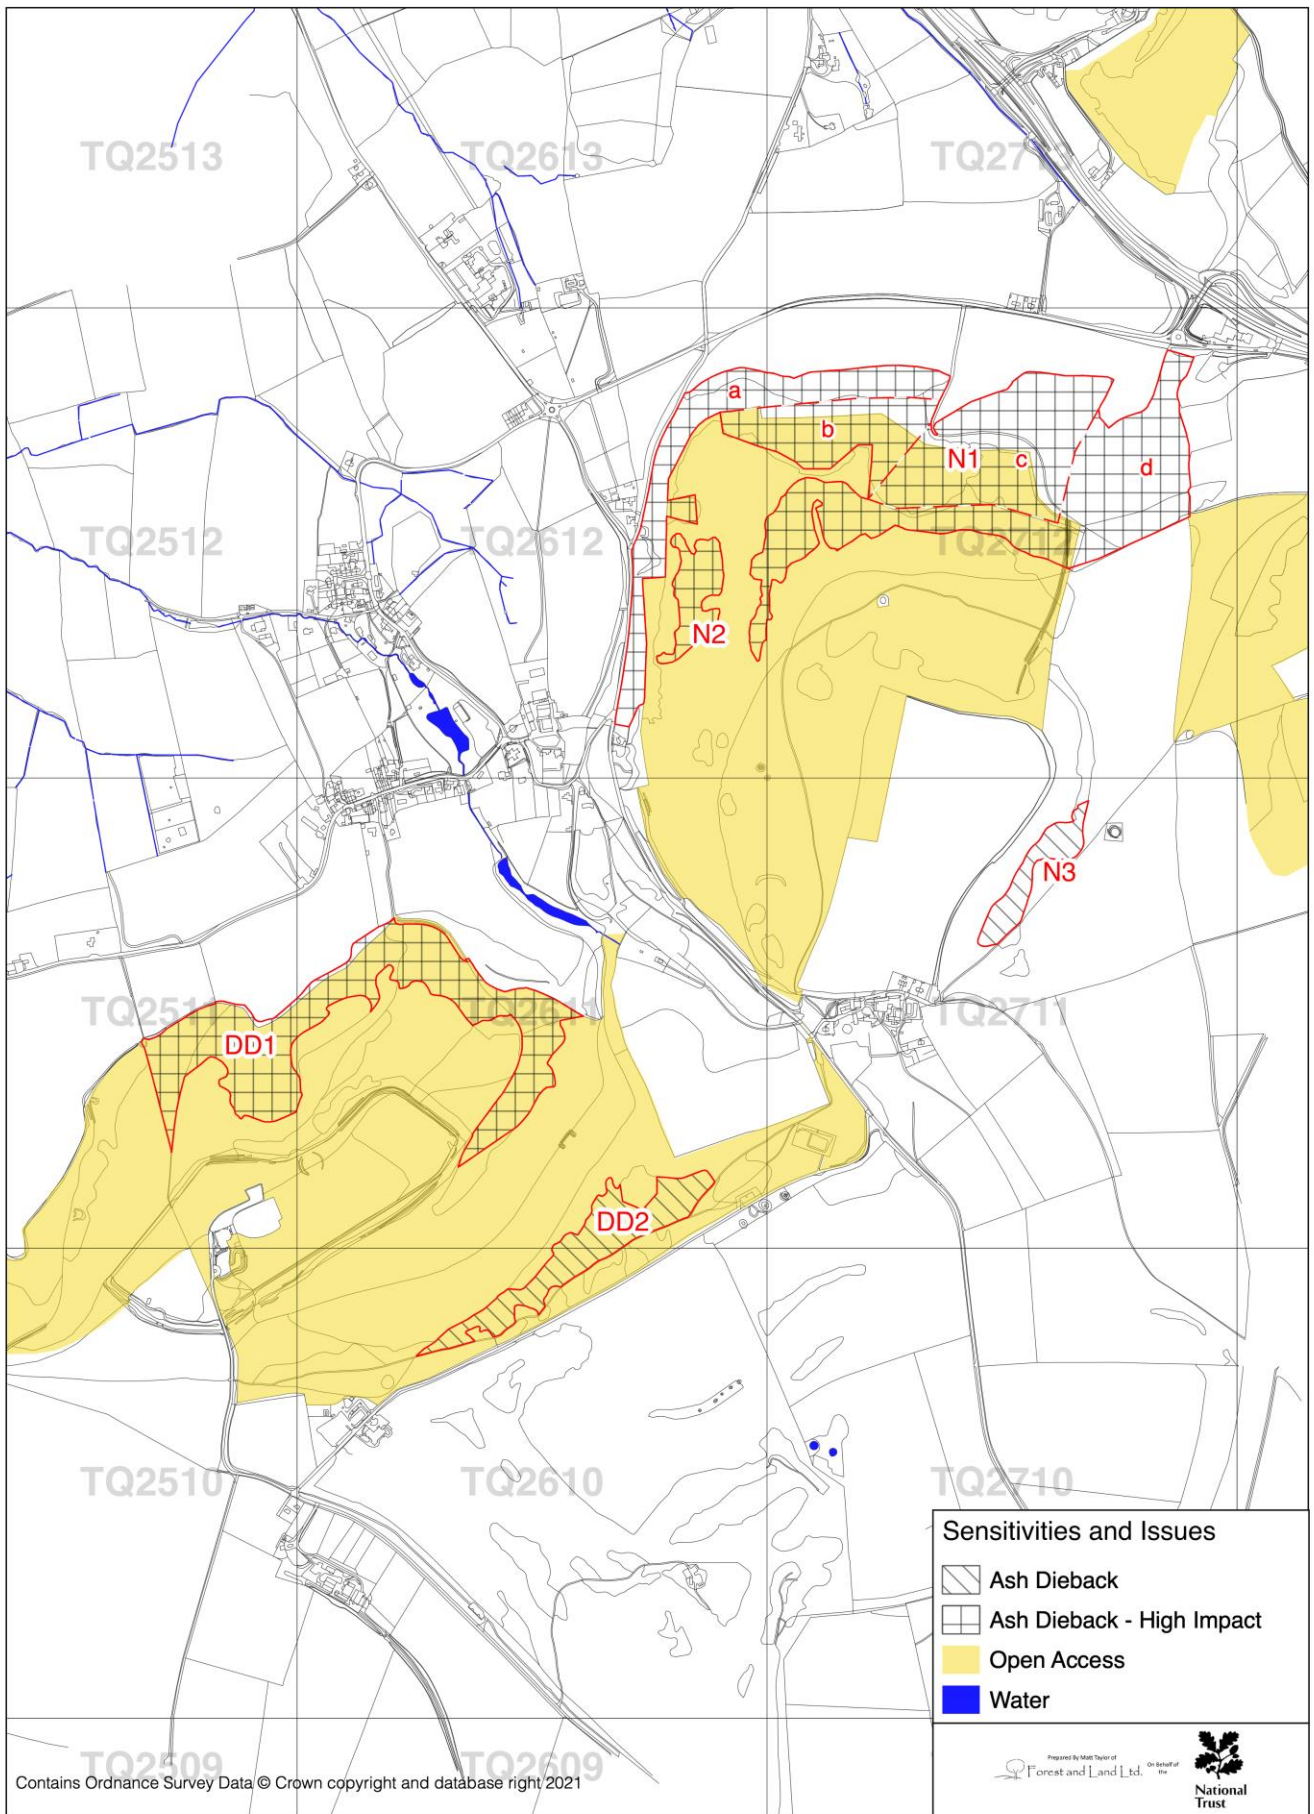 TQ2513
TQ2613
TQ2713
a
b
N1
c
d
TQ2512
TQ2612
TQ2712
N2
N3
TQ2511
TQ2611
TQ2711
DD1
DD2
TQ2510
TQ2610
TQ2710
Sensitivities and Issues
Ash Dieback
Ash Dieback - High Impact
Open Access
Water
TQ2509
TQ2609
Contains Ordnance Survey Data © Crown copyright and database right 2021
Prepared By Matt Taylor of
Forest and Land Ltd.
On Behalf of
the
National
Trust